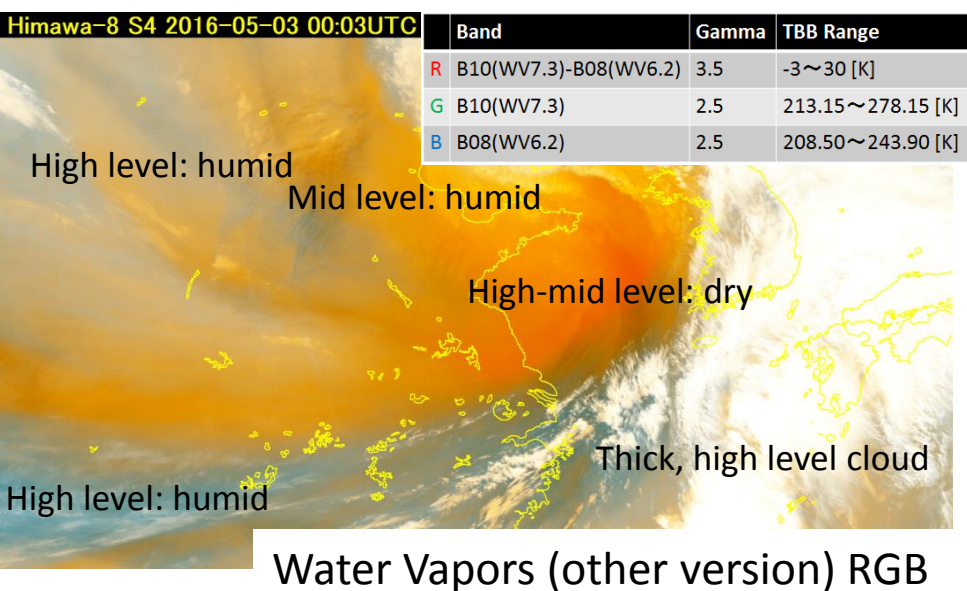 Himawa-8 S4 2016-05-03 00:03UTC
Band Gamma TBB Range
R B10(WV7.3)-B08(WV6.2) 3.5 -3~30 [K]
G B10(WV7.3) 2.5 213.15~278.15 [K]
B B08(WV6.2) 2.5 208.50~243.90 [K]
High level: humid
Mid level: humid
High-mid level: dry
Thick, high level cloud
High level: humid
Water Vapors (other version) RGB